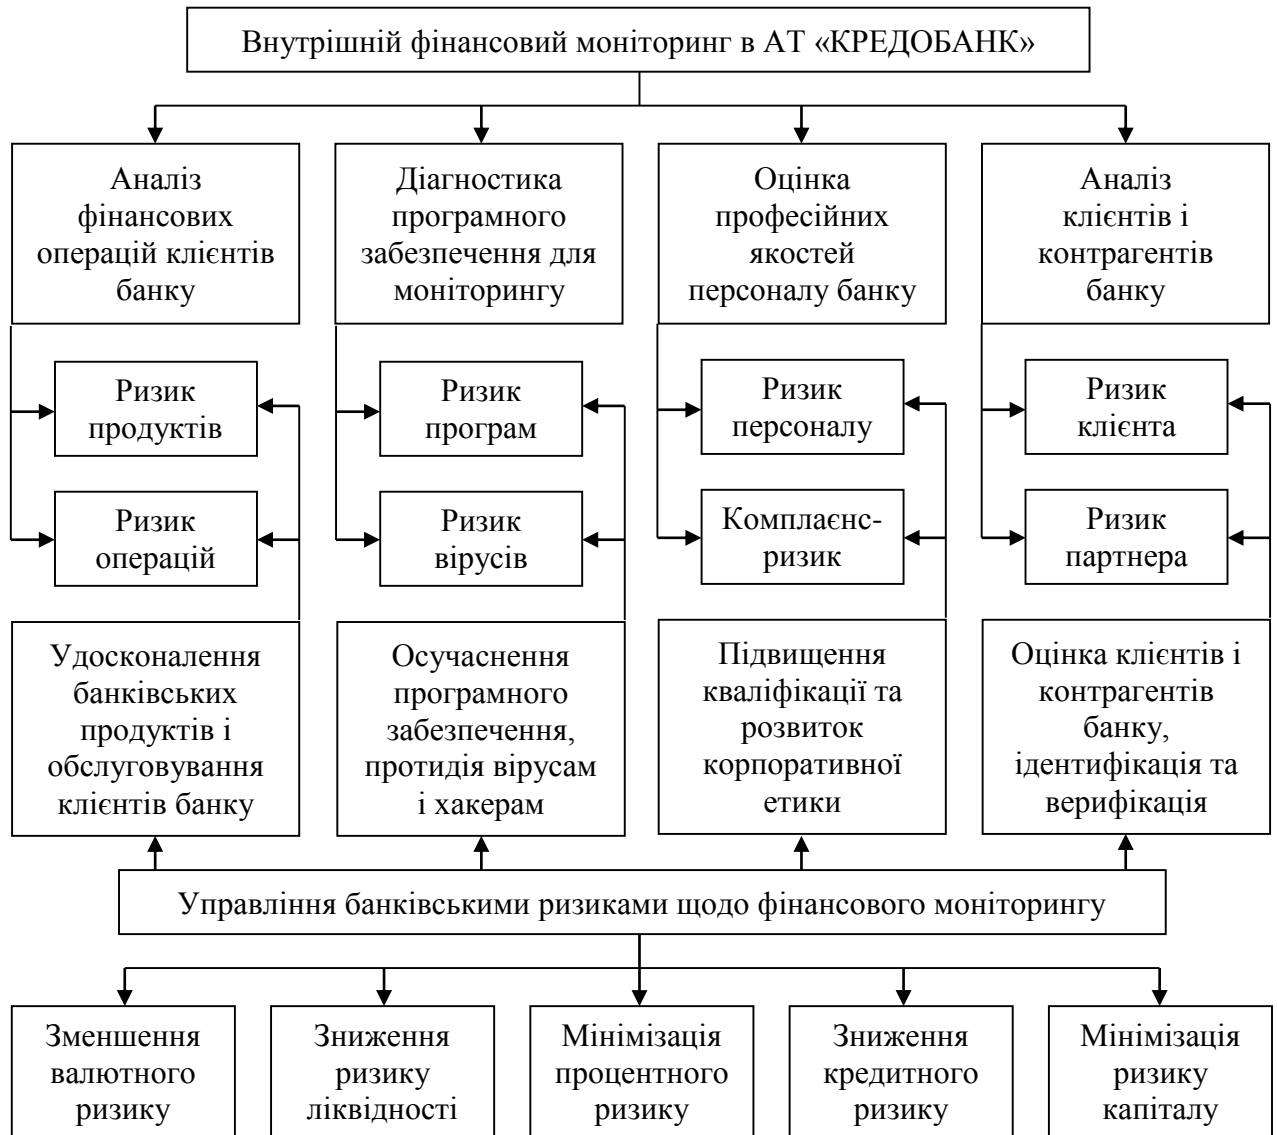 Внутрішній фінансовий моніторинг в АТ «КРЕДОБАНК»
Аналіз
фінансових
операцій клієнтів
банку
Діагностика
програмного
забезпечення для
моніторингу
Оцінка
професійних
якостей
персоналу банку
Аналіз
клієнтів і
контрагентів
банку
Ризик
продуктів
Ризик
програм
Ризик
персоналу
Ризик
клієнта
Ризик
операцій
Ризик
вірусів
Комплаєнс-
ризик
Ризик
партнера
Удосконалення
банківських
продуктів і
обслуговування
клієнтів банку
Осучаснення
програмного
забезпечення,
протидія вірусам
і хакерам
Підвищення
кваліфікації та
розвиток
корпоративної
етики
Оцінка клієнтів і
контрагентів
банку,
ідентифікація та
верифікація
Управління банківськими ризиками щодо фінансового моніторингу
Зменшення
валютного
ризику
Зниження
ризику
ліквідності
Мінімізація
процентного
ризику
Зниження
кредитного
ризику
Мінімізація
ризику
капіталу